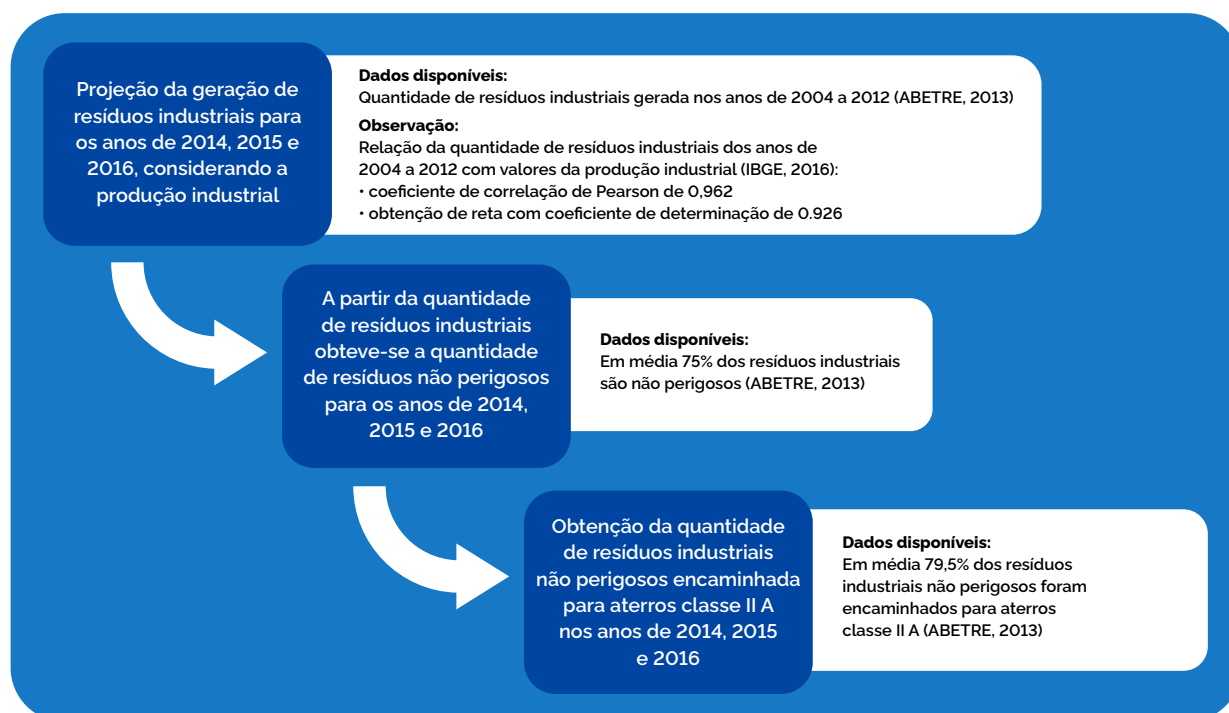 Projeção da geração de
resíduos industriais para
os anos de 2014, 2015 e
2016, considerando a
produção industrial
Dados disponíveis:
Quantidade de resíduos industriais gerada nos anos de 2004 a 2012 (ABETRE, 2013)
Observação:
Relação da quantidade de resíduos industriais dos anos de
2004 a 2012 com valores da produção industrial (IBGE, 2016):
• coeficiente de correlação de Pearson de 0,962
• obtenção de reta com coeficiente de determinação de 0.926
A partir da quantidade
de resíduos industriais
obteve-se a quantidade
de resíduos não perigosos
para os anos de 2014,
2015 e 2016
Dados disponíveis:
Em média 75% dos resíduos industriais
são não perigosos (ABETRE, 2013)
Obtenção da quantidade
de resíduos industriais
não perigosos encaminhada
para aterros classe II A
nos anos de 2014, 2015
e 2016
Dados disponíveis:
Em média 79,5% dos resíduos
industriais não perigosos foram
encaminhados para aterros
classe II A (ABETRE, 2013)